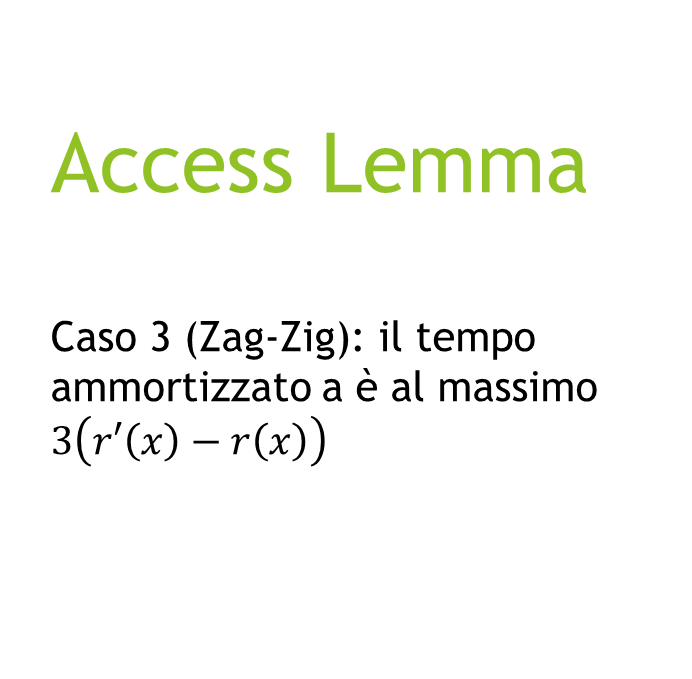 Access Lemma
Caso 3 (Zag-Zig): il tempo
ammortizzato a è al massimo
3(r′(x) − r(x))